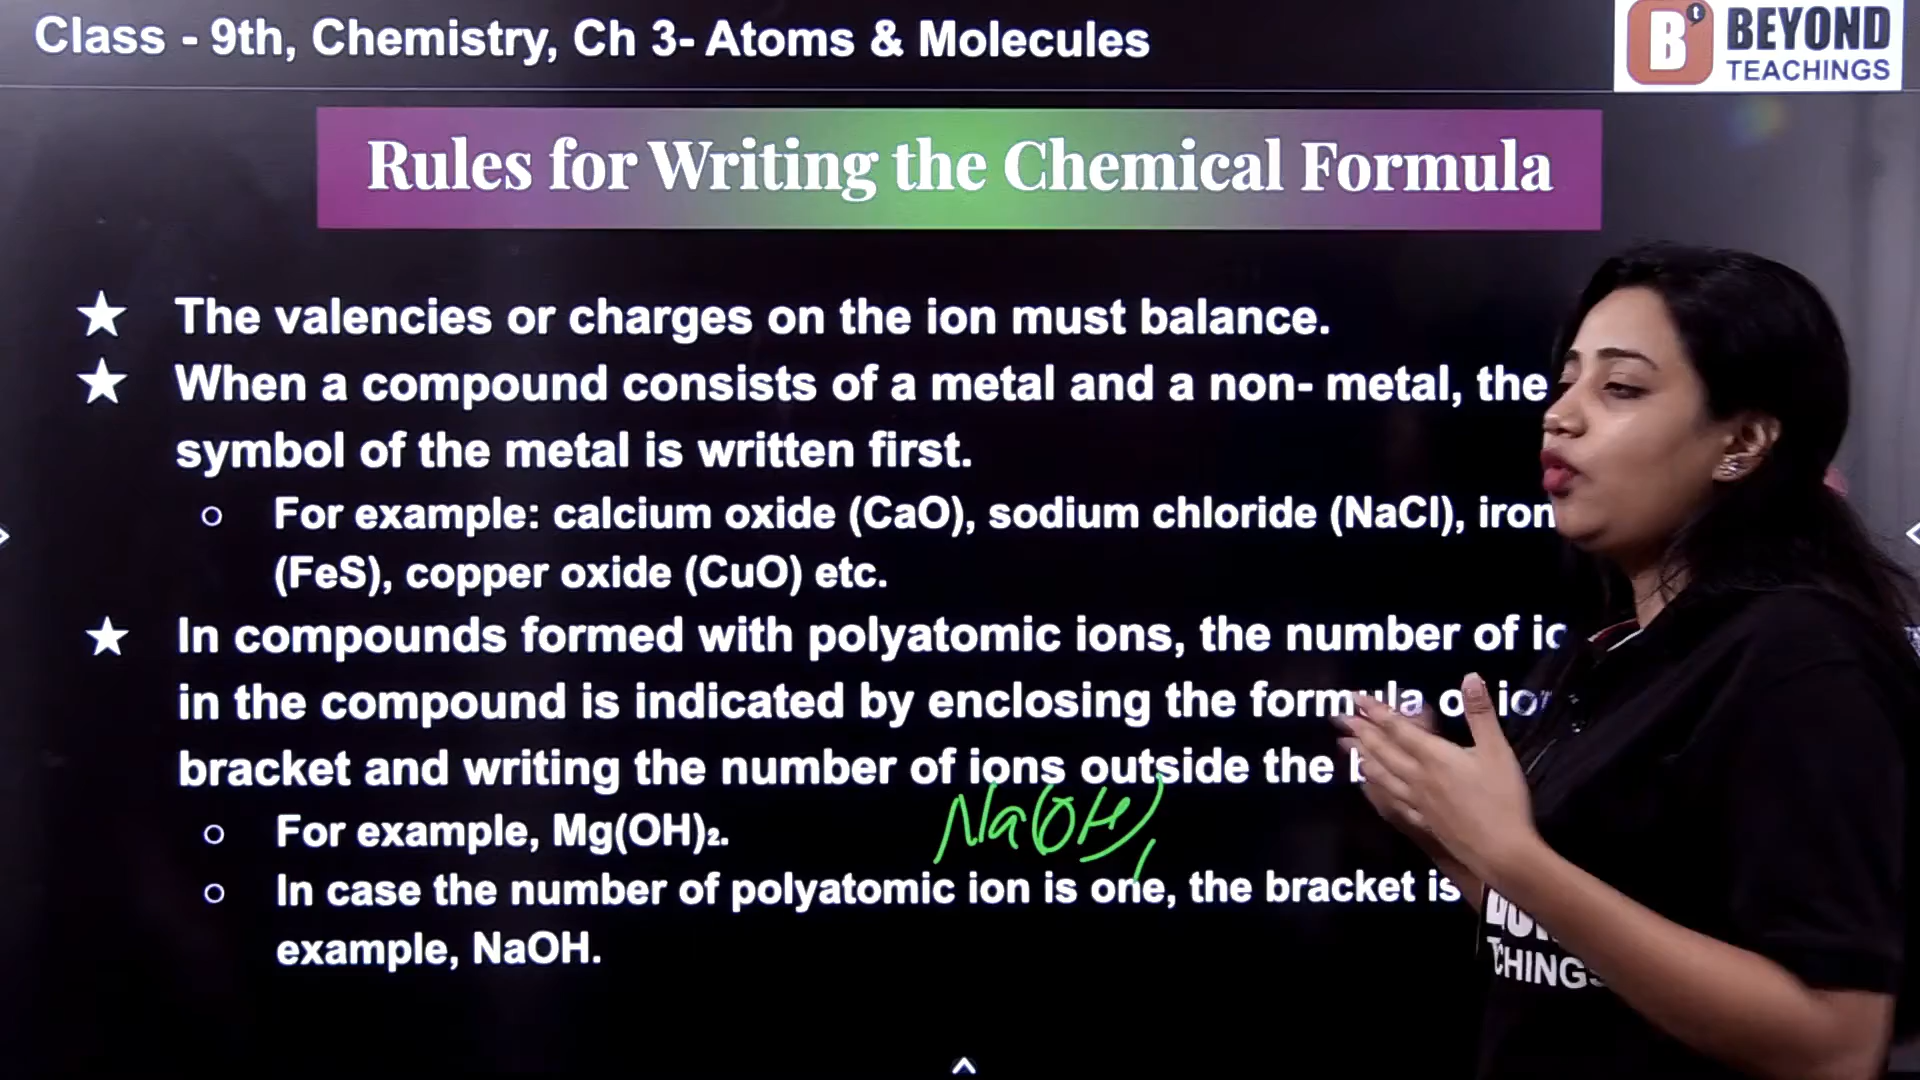 Class - 9th, Chemistry, Ch 3- Atoms & Molecules
Bt BEYOND
TEACHINGS
Rules for Writing the Chemical Formula
★ The valencies or charges on the ion must balance.
★ When a compound consists of a metal and a non- metal, the
symbol of the metal is written first.
○ For example: calcium oxide (CaO), sodium chloride (NaCl), iron
(FeS), copper oxide (CuO) etc.
★ In compounds formed with polyatomic ions, the number of
in the compound is indicated by enclosing the formula
bracket and writing the number of ions outside the
○ For example, Mg(OH)₂.
Na(OH)₁
○ In case the number of polyatomic ion is one, the bracket is
example, NaOH.